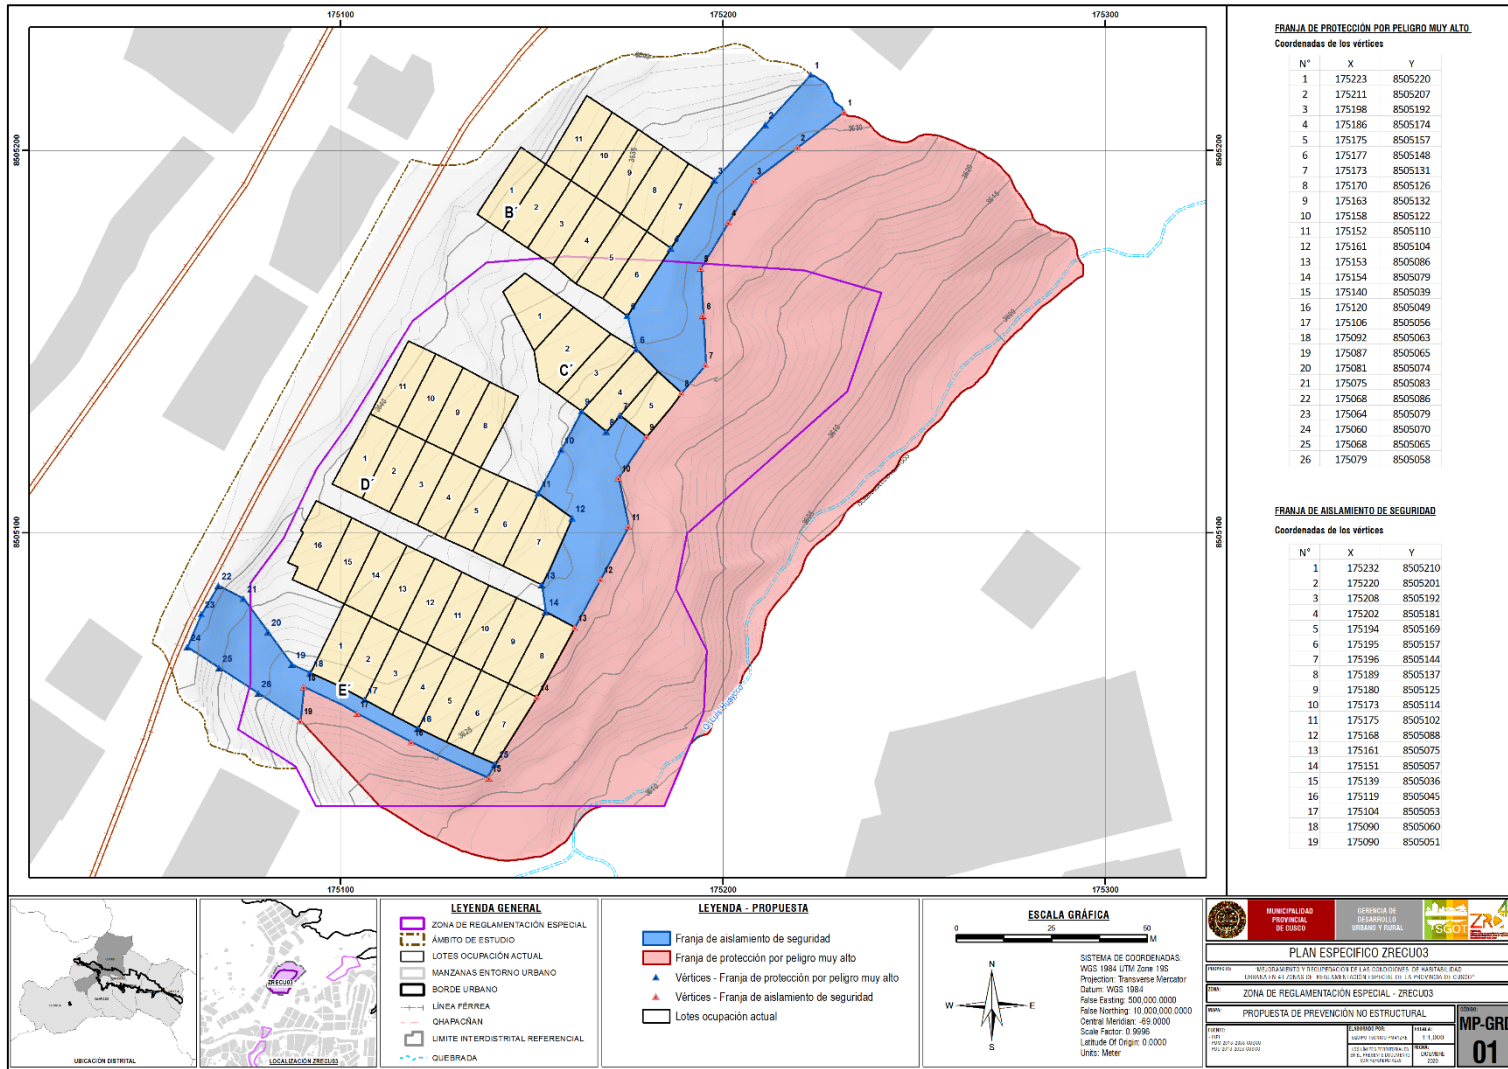 175100 175200 175300
8505200 8505200
8505100 8505100
175100 175200 175300
B´
C´
D´
E´
FRANJA DE PROTECCIÓN POR PELIGRO MUY ALTO
Coordenadas de los vértices
N° X Y
1 175223 8505220
2 175211 8505207
3 175198 8505192
4 175186 8505174
5 175175 8505157
6 175177 8505148
7 175173 8505131
8 175170 8505126
9 175163 8505132
10 175158 8505122
11 175152 8505110
12 175161 8505104
13 175153 8505086
14 175154 8505079
15 175140 8505039
16 175120 8505049
17 175106 8505056
18 175092 8505063
19 175087 8505065
20 175081 8505074
21 175075 8505083
22 175068 8505086
23 175064 8505079
24 175060 8505070
25 175068 8505065
26 175079 8505058
FRANJA DE AISLAMIENTO DE SEGURIDAD
Coordenadas de los vértices
N° X Y
1 175232 8505210
2 175220 8505201
3 175208 8505192
4 175202 8505181
5 175194 8505169
6 175195 8505157
7 175196 8505144
8 175189 8505137
9 175180 8505125
10 175173 8505114
11 175175 8505102
12 175168 8505088
13 175161 8505075
14 175151 8505057
15 175139 8505036
16 175119 8505045
17 175104 8505053
18 175090 8505060
19 175090 8505051
UBICACIÓN DISTRITAL
ZRECU03
LOCALIZACIÓN ZRECU03
LEYENDA GENERAL
ZONA DE REGLAMENTACIÓN ESPECIAL
ÁMBITO DE ESTUDIO
LOTES OCUPACIÓN ACTUAL
MANZANAS ENTORNO URBANO
BORDE URBANO
LÍNEA FÉRREA
QHAPACÑAN
LIMITE INTERDISTRITAL REFERENCIAL
QUEBRADA
LEYENDA - PROPUESTA
Franja de aislamiento de seguridad
Franja de protección por peligro muy alto
Vértices - Franja de protección por peligro muy alto
Vértices - Franja de aislamiento de seguridad
Lotes ocupación actual
ESCALA GRÁFICA
0 25 50
M
N
W E
S
SISTEMA DE COORDENADAS:
WGS 1984 UTM Zone 19S
Projection: Transverse Mercator
Datum: WGS 1984
False Easting: 500,000.0000
False Northing: 10,000,000.0000
Central Meridian: -69.0000
Scale Factor: 0.9996
Latitude Of Origin: 0.0000
Units: Meter
MUNICIPALIDAD
PROVINCIAL
DE CUSCO
GERENCIA DE
DESARROLLO
URBANO Y RURAL
SGOT
PLAN ESPECIFICO ZRECU03
ZONA:
ZONA DE REGLAMENTACIÓN ESPECIAL - ZRECU03
MAPA:
PROPUESTA DE PREVENCIÓN NO ESTRUCTURAL
1:1,000
MP-GRD
01